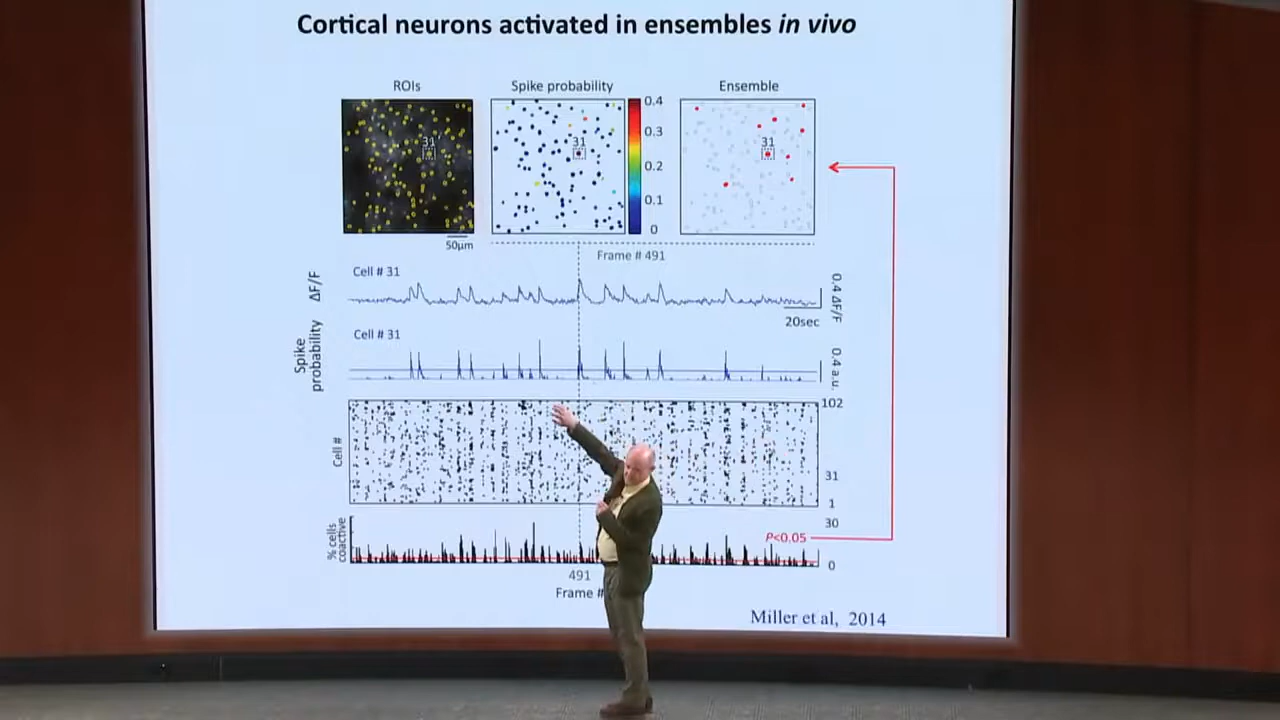 Cortical neurons activated in ensembles in vivo
ROIs
Spike probability
Ensemble
31
31
31
0.4
0.3
0.2
0.1
0
50µm
Frame # 491
Cell # 31
ΔF/F
0.4 ΔF/F
20sec
Cell # 31
Spike
probability
0.4 a.u.
Cell #
102
31
1
% cells
coactive
30
P<0.05
0
491
Frame #
Miller et al, 2014